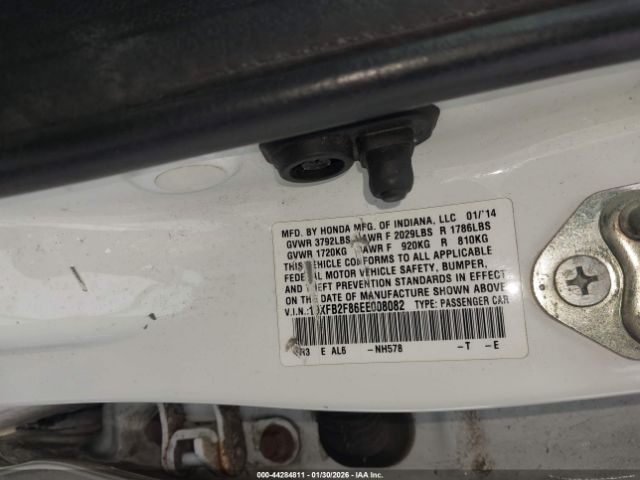 MFD. BY HONDA MFG. OF INDIANA, LLC 01/'14
GVWR 3792LBS GAWR F 2029LBS R 1786LBS
GVWR 1720KG GAWR F 920KG R 810KG
THIS VEHICLE CONFORMS TO ALL APPLICABLE
FEDERAL MOTOR VEHICLE SAFETY, BUMPER,
AND THEFT PREVENTION STANDARDS IN EFFECT
ON THE DATE OF MANUFACTURE SHOWN ABOVE.
V.I.N.: FB2F86EE008082 TYPE: PASSENGER CAR
E AL6 -NH578 -T -E
000-44284811 — 01/30/2026 — COPYRIGHT IAA, Inc.